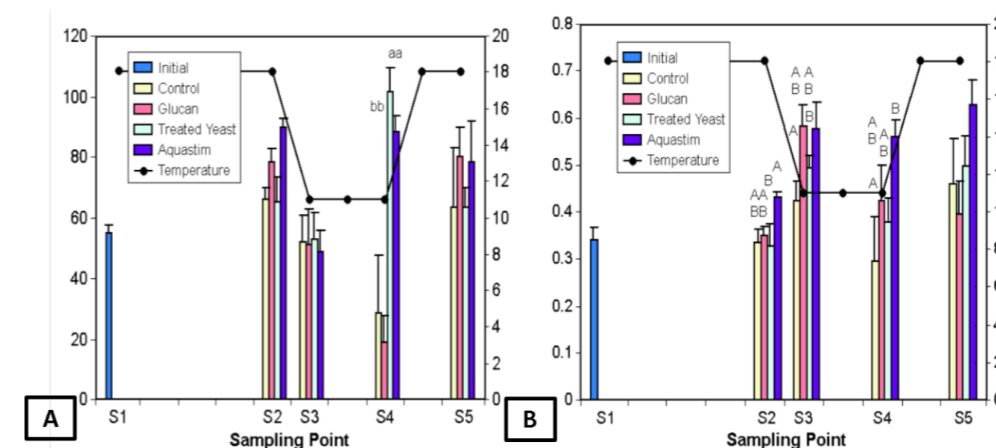 120
100
80
60
40
20
0
20
18
16
14
12
10
8
6
4
2
0
Initial
Control
Glucan
Treated Yeast
Aquastim
Temperature
aa
bb
S1 S2 S3 S4 S5
Sampling Point
A
0.8
0.7
0.6
0.5
0.4
0.3
0.2
0.1
0
Initial
Control
Glucan
Treated Yeast
Aquastim
Temperature
A
B
AA
BB
A A
B B
A
B
B
A
B
A
B
A
S1 S2 S3 S4 S5
Sampling Point
B